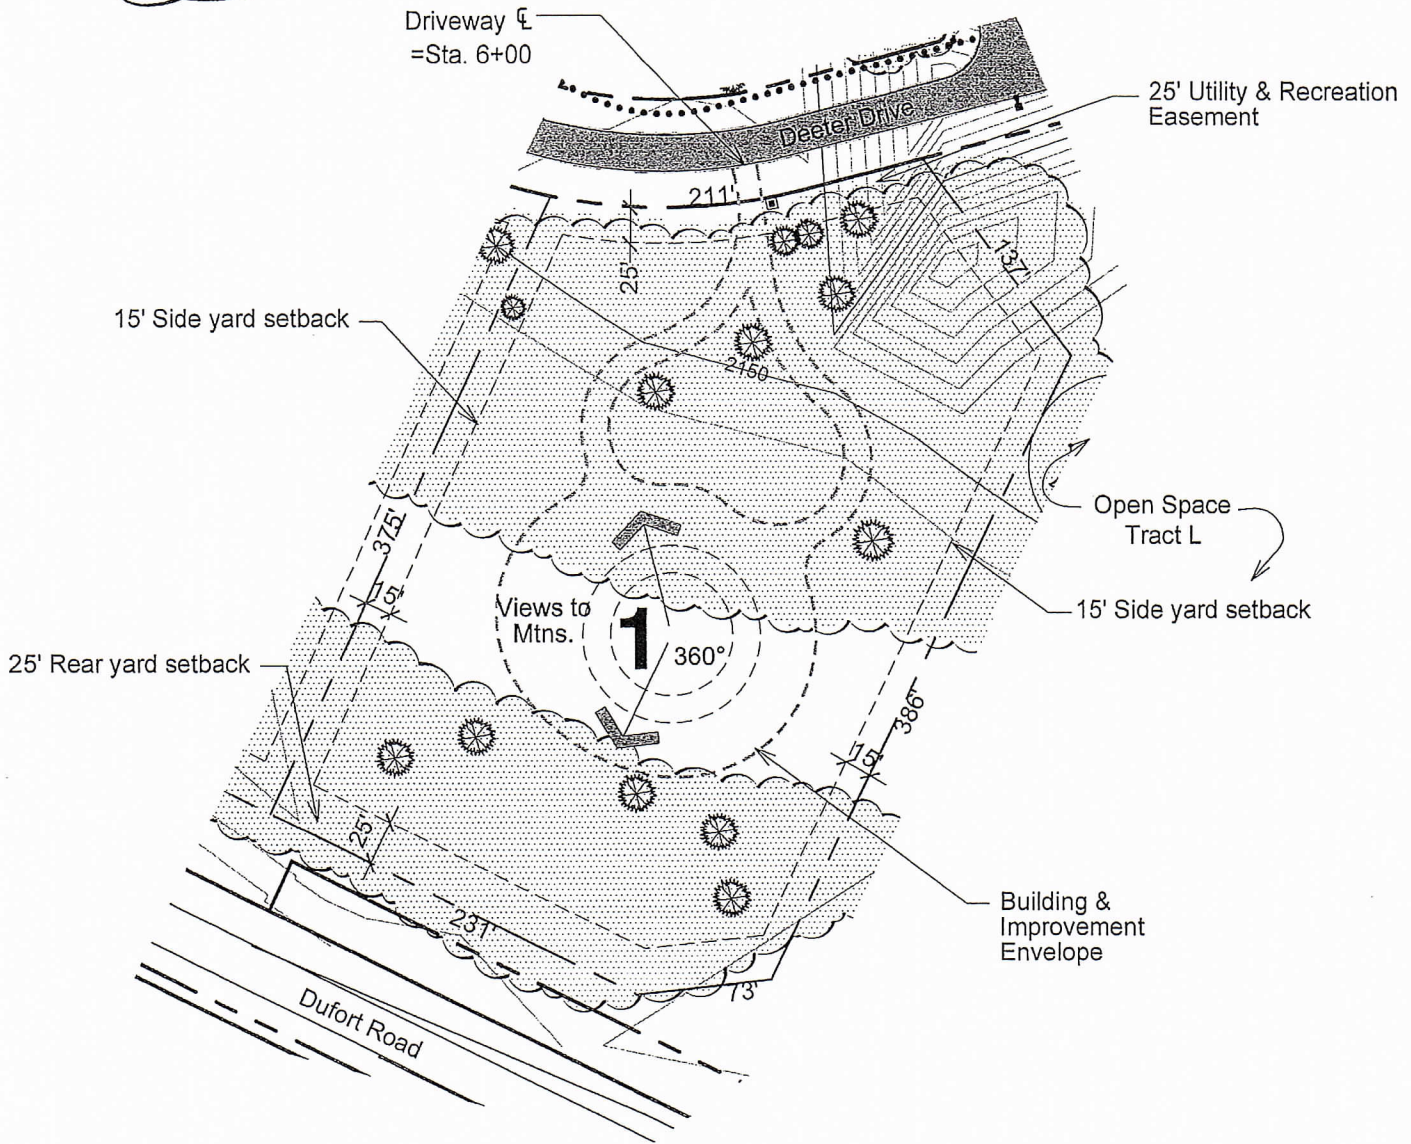 Driveway ℄
=Sta. 6+00
Deeter Drive
25' Utility & Recreation
Easement
211'
25'
137'
15' Side yard setback
2150
375'
15'
Open Space
Tract L
Views to
Mtns.
1
360°
15' Side yard setback
25' Rear yard setback
386'
15'
25'
Building &
Improvement
Envelope
231'
73'
Dufort Road